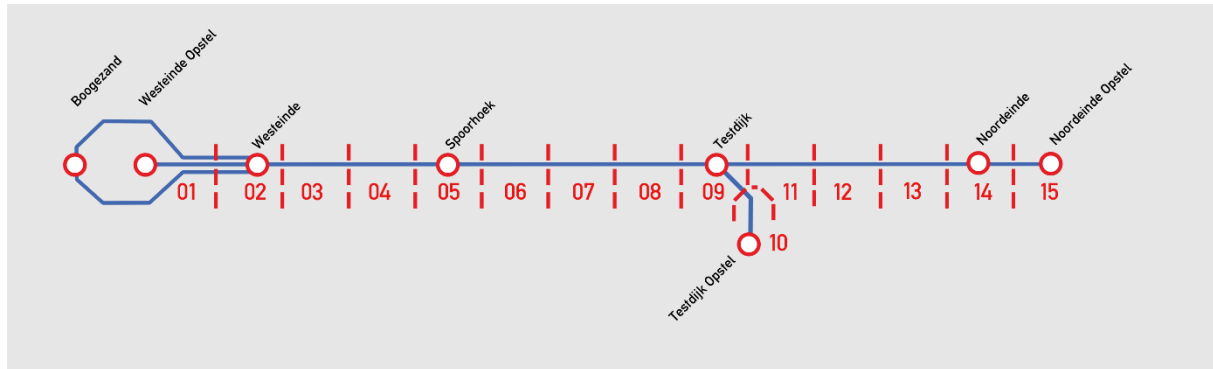 Boogezand
Westeinde Opstel
Westeinde
Spoorhoek
Testdijk
Noordeinde
Noordeinde Opstel
01
02
03
04
05
06
07
08
09
11
12
13
14
15
Testdijk Opstel
10